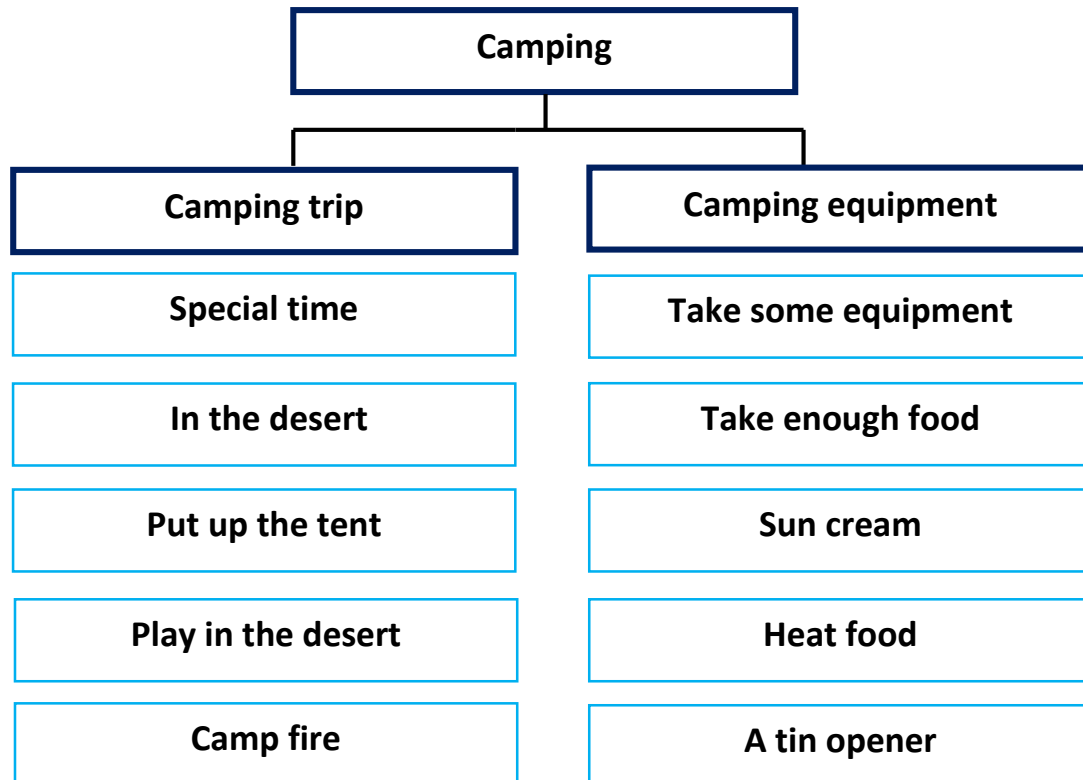 Camping
Camping trip
Camping equipment
Special time
Take some equipment
In the desert
Take enough food
Put up the tent
Sun cream
Play in the desert
Heat food
Camp fire
A tin opener